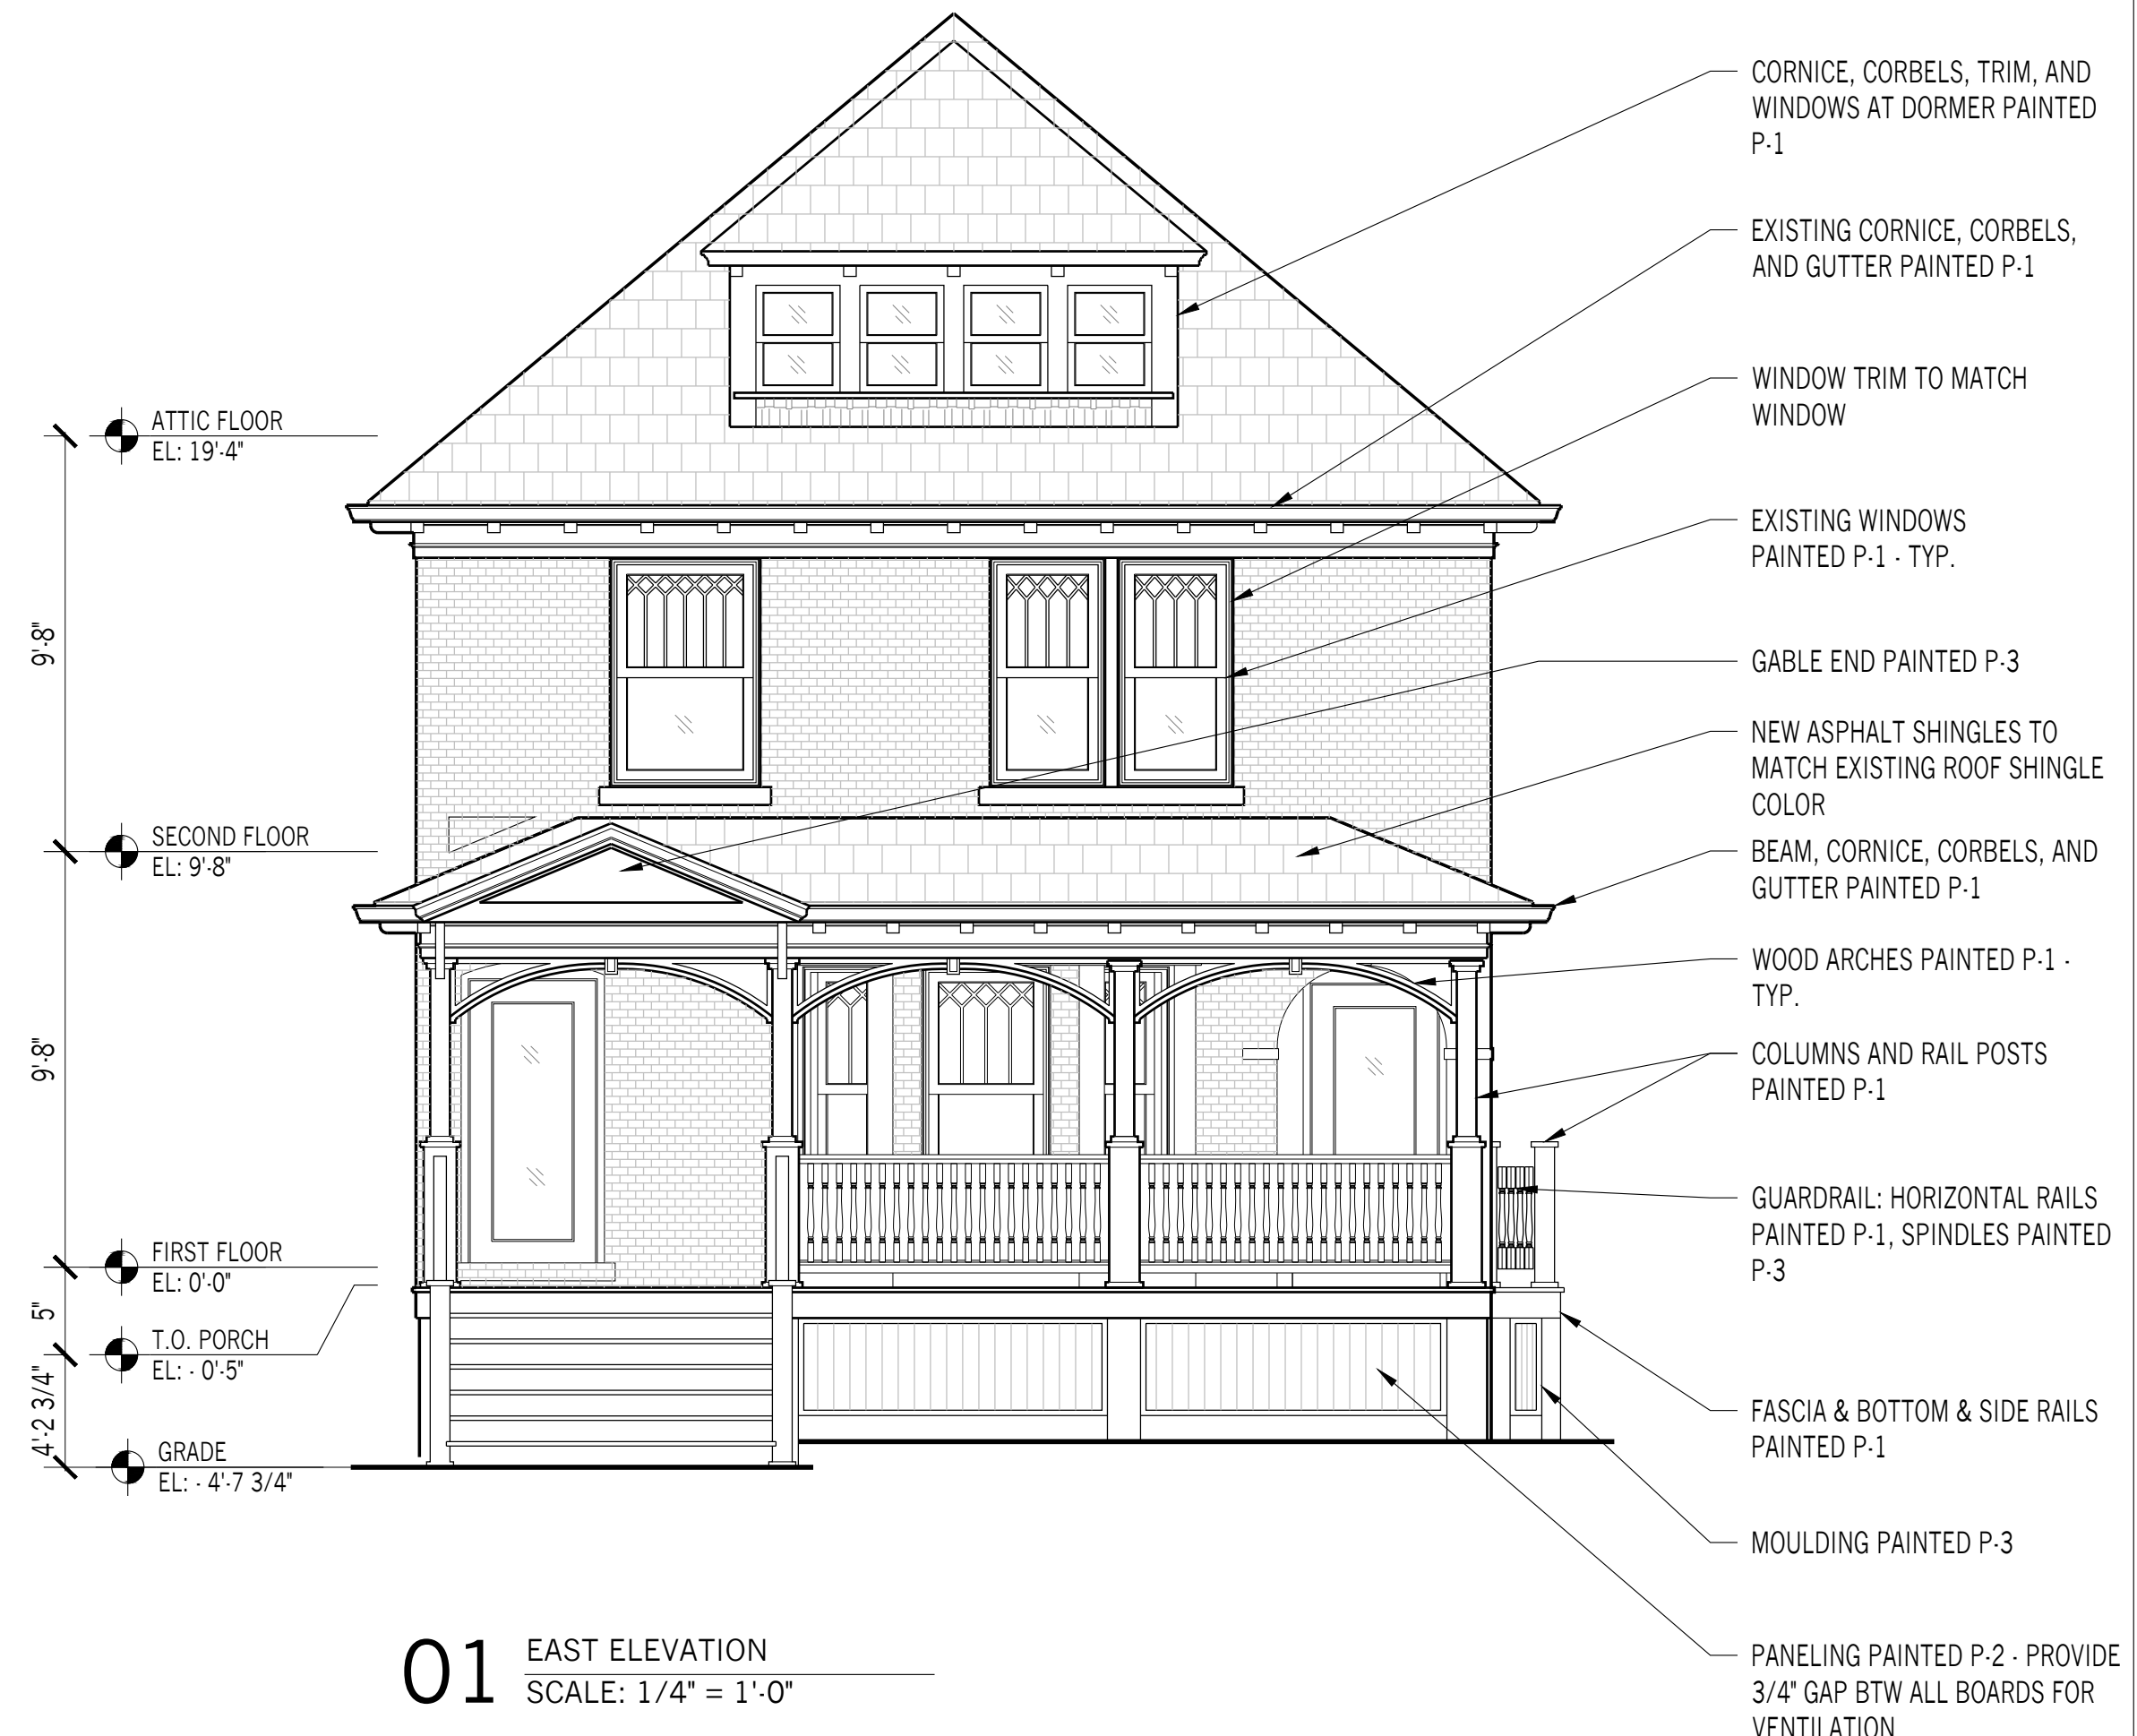 CORNICE, CORBELS, TRIM, AND
WINDOWS AT DORMER PAINTED
P-1
EXISTING CORNICE, CORBELS,
AND GUTTER PAINTED P-1
WINDOW TRIM TO MATCH
WINDOW
EXISTING WINDOWS
PAINTED P-1 - TYP.
GABLE END PAINTED P-3
NEW ASPHALT SHINGLES TO
MATCH EXISTING ROOF SHINGLE
COLOR
BEAM, CORNICE, CORBELS, AND
GUTTER PAINTED P-1
WOOD ARCHES PAINTED P-1 -
TYP.
COLUMNS AND RAIL POSTS
PAINTED P-1
GUARDRAIL: HORIZONTAL RAILS
PAINTED P-1, SPINDLES PAINTED
P-3
FASCIA & BOTTOM & SIDE RAILS
PAINTED P-1
MOULDING PAINTED P-3
PANELING PAINTED P-2 - PROVIDE
3/4" GAP BTW ALL BOARDS FOR
VENTILATION
ATTIC FLOOR
EL: 19'-4"
9'-8"
SECOND FLOOR
EL: 9'-8"
9'-8"
FIRST FLOOR
EL: 0'-0"
5"
T.O. PORCH
EL: - 0'-5"
4'-2 3/4"
GRADE
EL: - 4'-7 3/4"
01 EAST ELEVATION
SCALE: 1/4" = 1'-0"